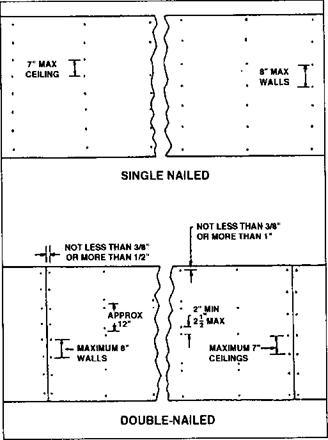 7" MAX
CEILING
8" MAX
WALLS
SINGLE NAILED
NOT LESS THAN 3/8"
OR MORE THAN 1"
NOT LESS THAN 3/8"
OR MORE THAN 1/2"
APPROX
12"
2" MIN
2 1/2" MAX
MAXIMUM 8"
WALLS
MAXIMUM 7"
CEILINGS
DOUBLE-NAILED